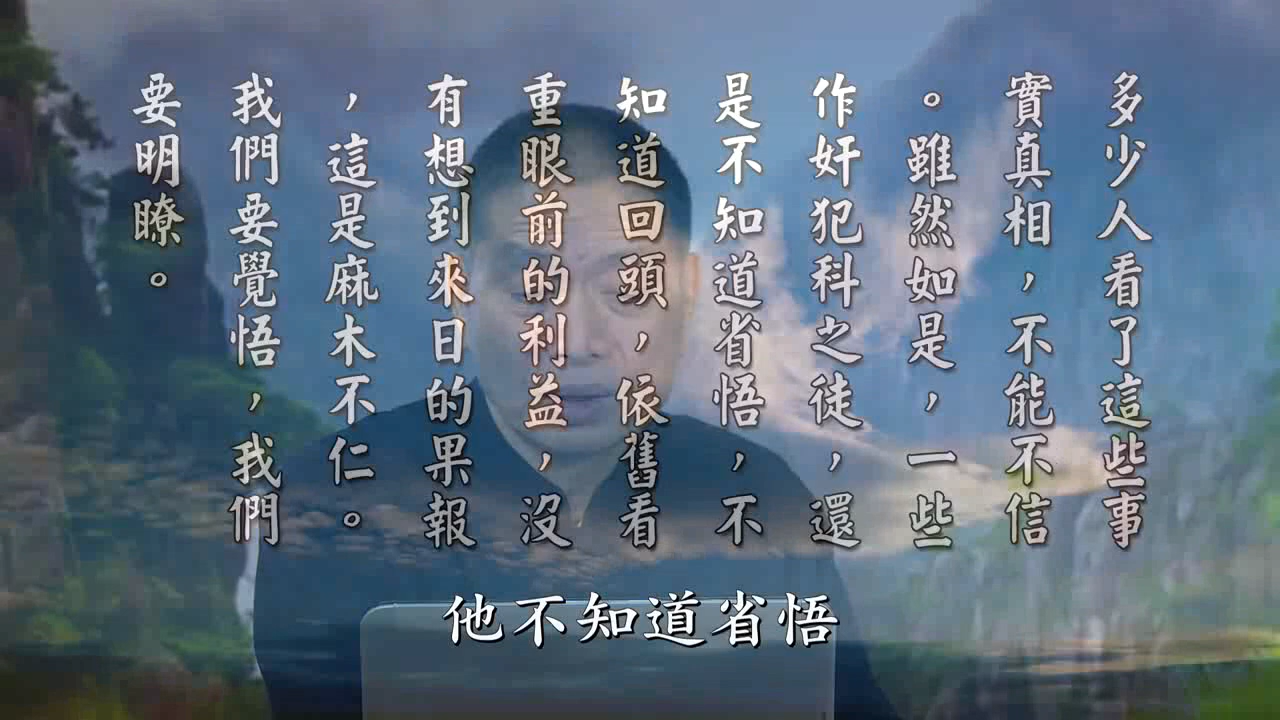 多少人看了這些事
實真相，不能不信
。雖然如是，一些
作奸犯科之徒，還
是不知道省悟，不
知道回頭，依舊看
重眼前的利益，沒
有想到來日的果報
，這是麻木不仁。
我們要覺悟，我們
要明瞭。
他不知道省悟